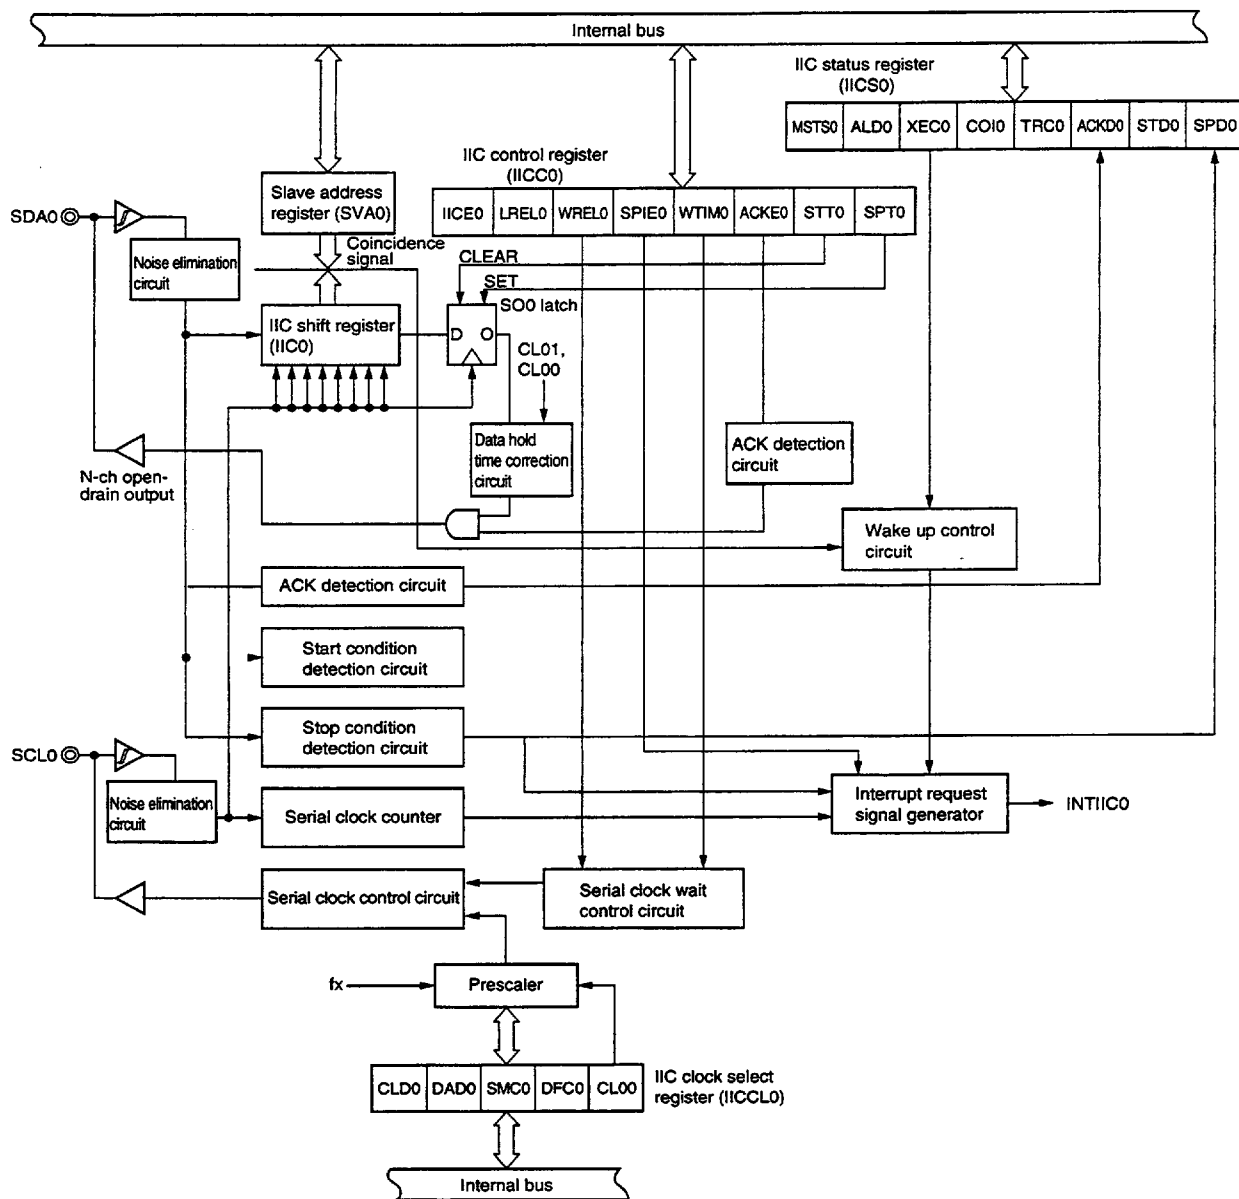 Internal bus
IIC status register
(IICS0)
MSTS0 ALD0 XEC0 COI0 TRC0 ACKD0 STD0 SPD0
IIC control register
(IICC0)
IICE0 LREL0 WREL0 SPIE0 WTIM0 ACKE0 STT0 SPT0
Slave address
register (SVA0)
SDA0
Noise elimination
circuit
Coincidence
signal
CLEAR
SET
SO0 latch
IIC shift register
(IIC0)
D O
CL01,
CL00
Data hold
time correction
circuit
ACK detection
circuit
N-ch open-
drain output
Wake up control
circuit
ACK detection circuit
Start condition
detection circuit
Stop condition
detection circuit
SCL0
Noise elimination
circuit
Serial clock counter
Interrupt request
signal generator
INTIIC0
Serial clock control circuit
Serial clock wait
control circuit
fx
Prescaler
CLD0 DAD0 SMC0 DFC0 CL00
IIC clock select
register (IICCL0)
Internal bus